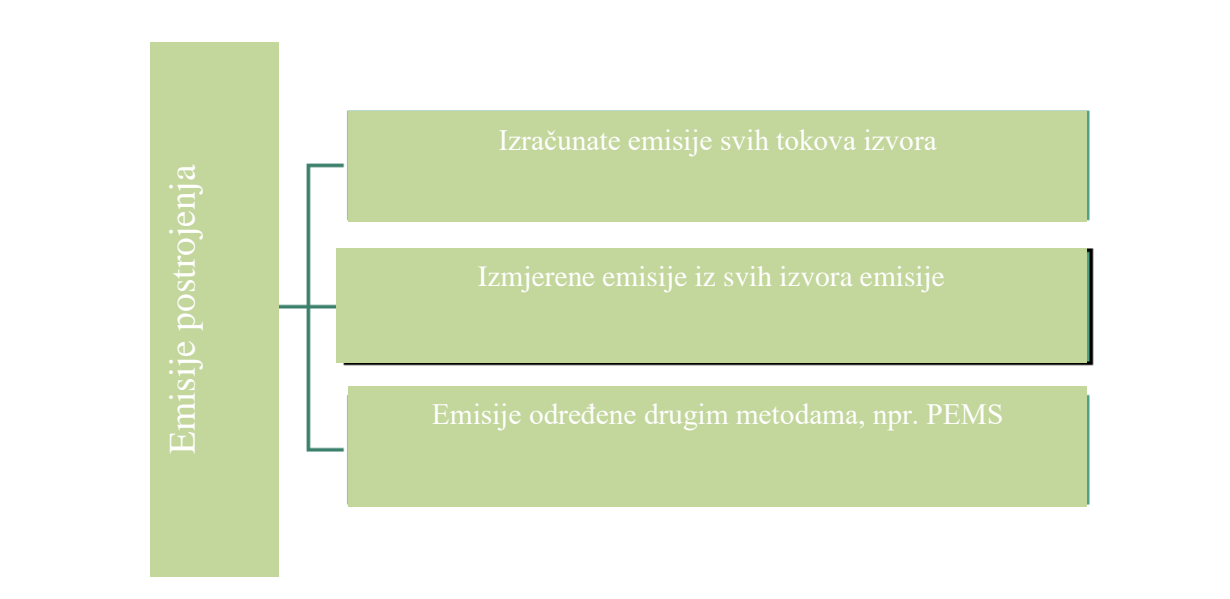 Emisije postrojenja
Izračunate emisije svih tokova izvora
Izmjerene emisije iz svih izvora emisije
Emisije određene drugim metodama, npr. PEMS